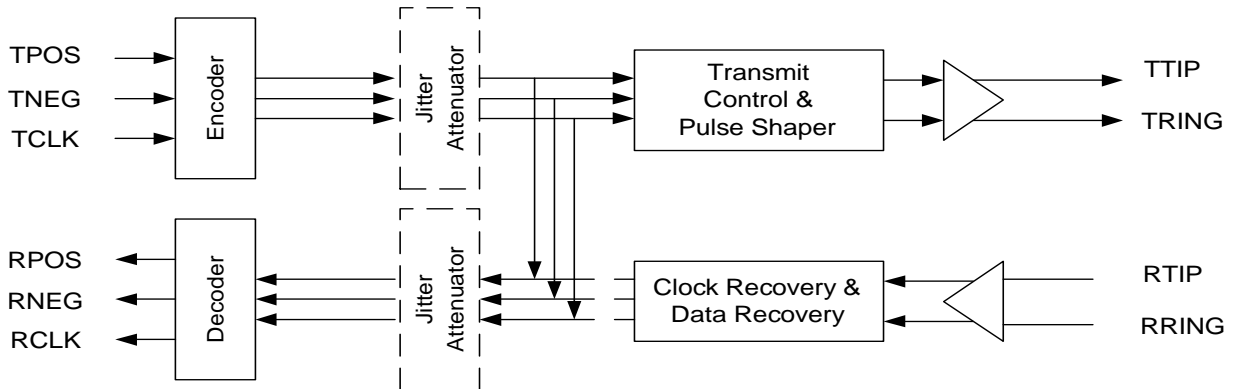 TPOS
TNEG
TCLK
Encoder
Jitter
Attenuator
Transmit
Control &
Pulse Shaper
TTIP
TRING
RPOS
RNEG
RCLK
Decoder
Jitter
Attenuator
Clock Recovery &
Data Recovery
RTIP
RRING